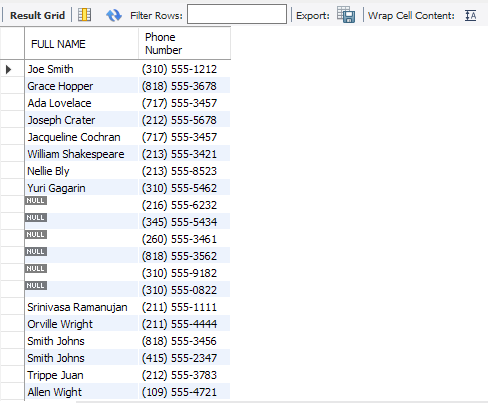 Result Grid Filter Rows: Export: Wrap Cell Content: IA
FULL NAME Phone Number
Joe Smith (310) 555-1212
Grace Hopper (818) 555-3678
Ada Lovelace (717) 555-3457
Joseph Crater (212) 555-5678
Jacqueline Cochran (717) 555-3457
William Shakespeare (213) 555-3421
Nellie Bly (213) 555-8523
Yuri Gagarin (310) 555-5462
NULL (216) 555-6232
NULL (345) 555-5434
NULL (260) 555-3461
NULL (818) 555-3562
NULL (310) 555-9182
NULL (310) 555-0822
Srinivasa Ramanujan (211) 555-1111
Orville Wright (211) 555-4444
Smith Johns (818) 555-3456
Smith Johns (415) 555-2347
Trippe Juan (212) 555-3783
Allen Wight (109) 555-4721